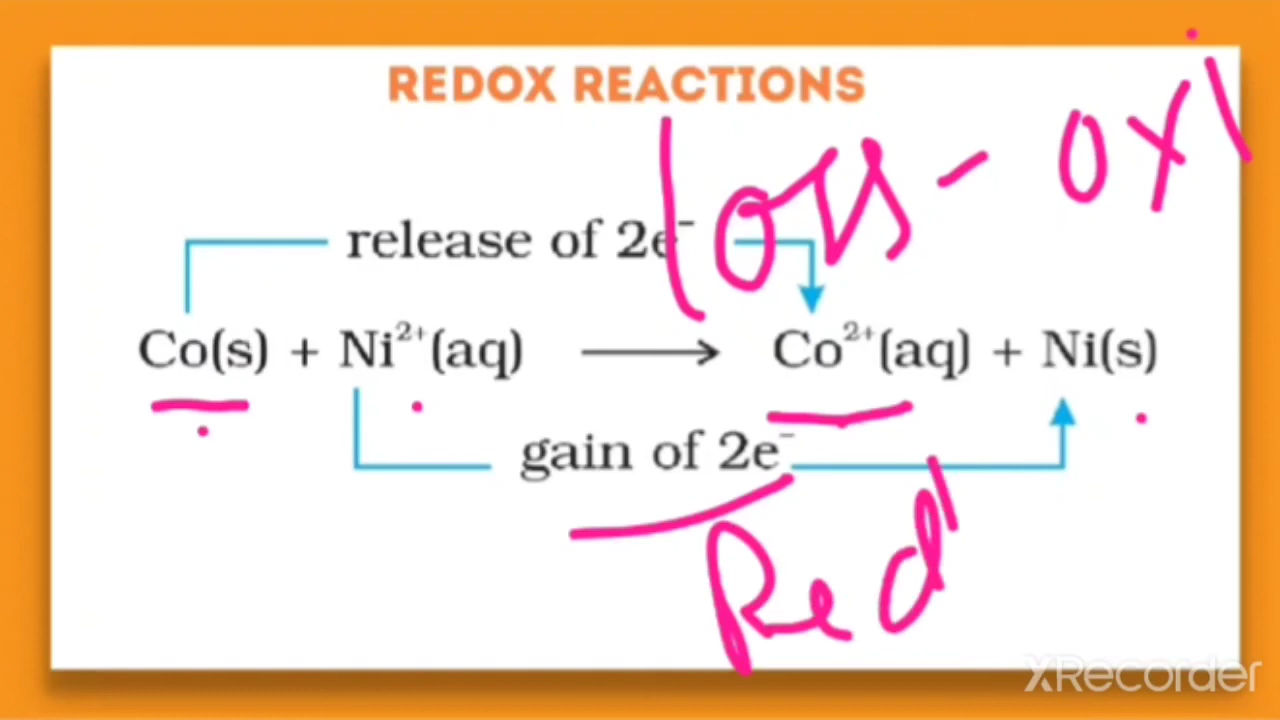 REDOX REACTIONS
loss - oxi
release of 2e⁻
Co(s) + Ni²⁺(aq) ⟶ Co²⁺(aq) + Ni(s)
gain of 2e⁻
Red
XRecorder